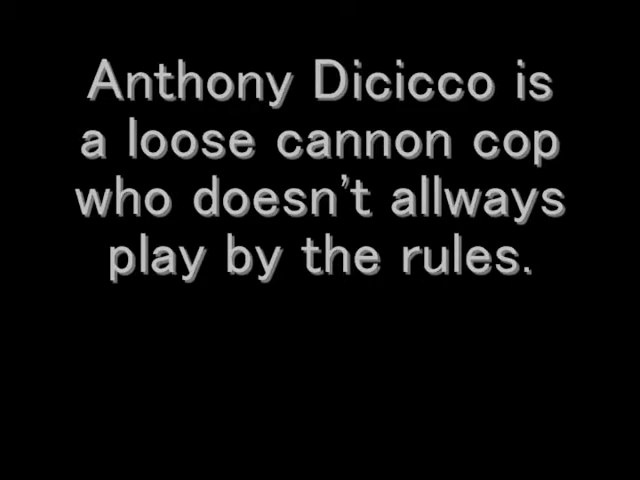 Anthony Dicicco is
a loose cannon cop
who doesn't allways
play by the rules.